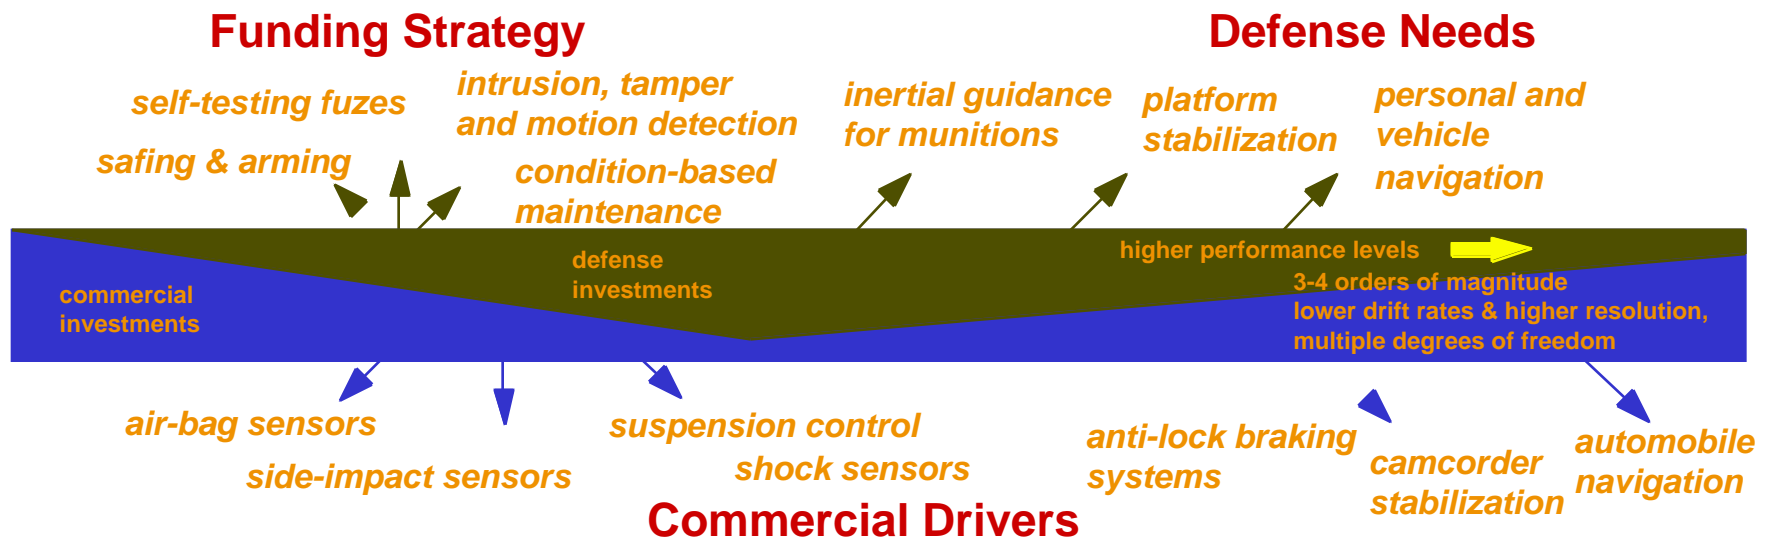 Funding Strategy
Defense Needs
self-testing fuzes
safing & arming
intrusion, tamper
and motion detection
condition-based
maintenance
inertial guidance
for munitions
platform
stabilization
personal and
vehicle
navigation
commercial
investments
defense
investments
higher performance levels
3-4 orders of magnitude
lower drift rates & higher resolution,
multiple degrees of freedom
air-bag sensors
side-impact sensors
suspension control
shock sensors
anti-lock braking
systems
camcorder
stabilization
automobile
navigation
Commercial Drivers